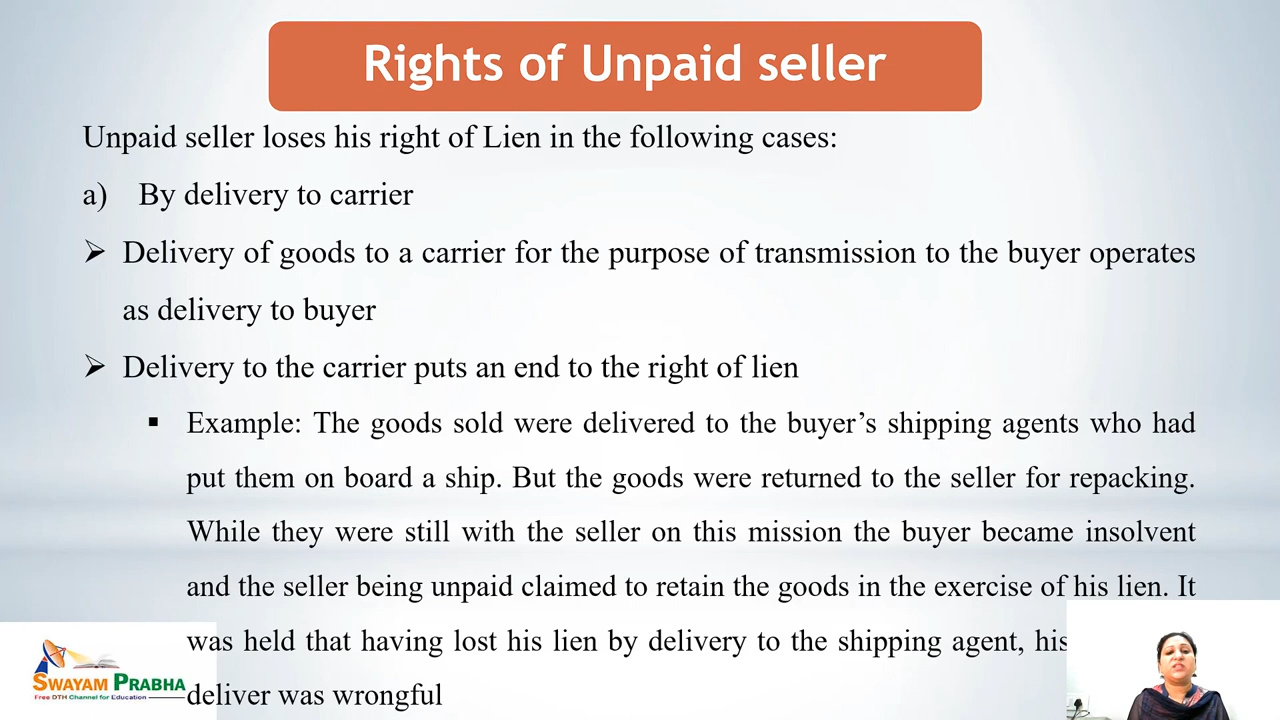 Rights of Unpaid seller
Unpaid seller loses his right of Lien in the following cases:
a) By delivery to carrier
➢ Delivery of goods to a carrier for the purpose of transmission to the buyer operates
as delivery to buyer
➢ Delivery to the carrier puts an end to the right of lien
▪ Example: The goods sold were delivered to the buyer’s shipping agents who had
put them on board a ship. But the goods were returned to the seller for repacking.
While they were still with the seller on this mission the buyer became insolvent
and the seller being unpaid claimed to retain the goods in the exercise of his lien. It
was held that having lost his lien by delivery to the shipping agent, his
deliver was wrongful
SWAYAM PRABHA
Free DTH Channel for Education